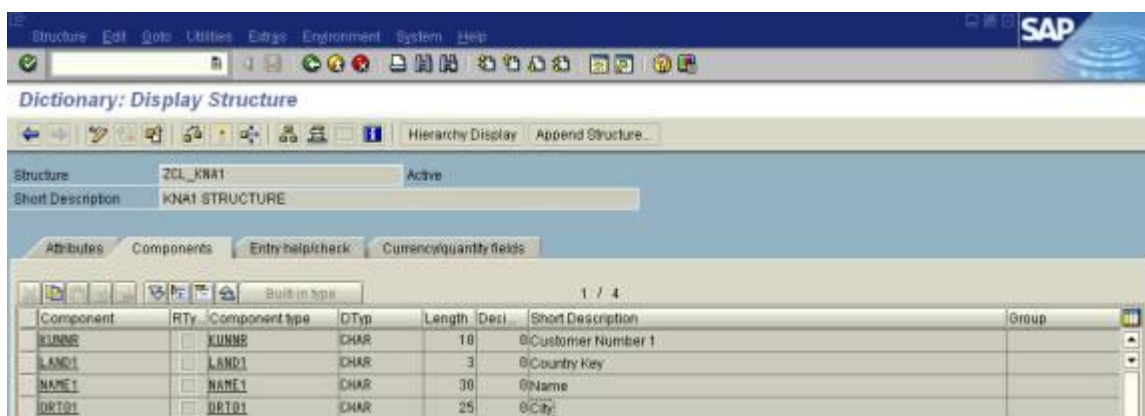 Structure Edit Goto Utilities Extras Environment System Help
SAP
Dictionary: Display Structure
Hierarchy Display Append Structure...
Structure ZCL_KNA1 Active
Short Description KNA1 STRUCTURE
Attributes Components Entry help/check Currency/quantity fields
Built-in type 1 / 4
Component RTy... Component type DTyp Length Deci... Short Description Group
KUNNR KUNNR CHAR 10 0 Customer Number 1
LAND1 LAND1 CHAR 3 0 Country Key
NAME1 NAME1 CHAR 30 0 Name
ORT01 ORT01 CHAR 25 0 City